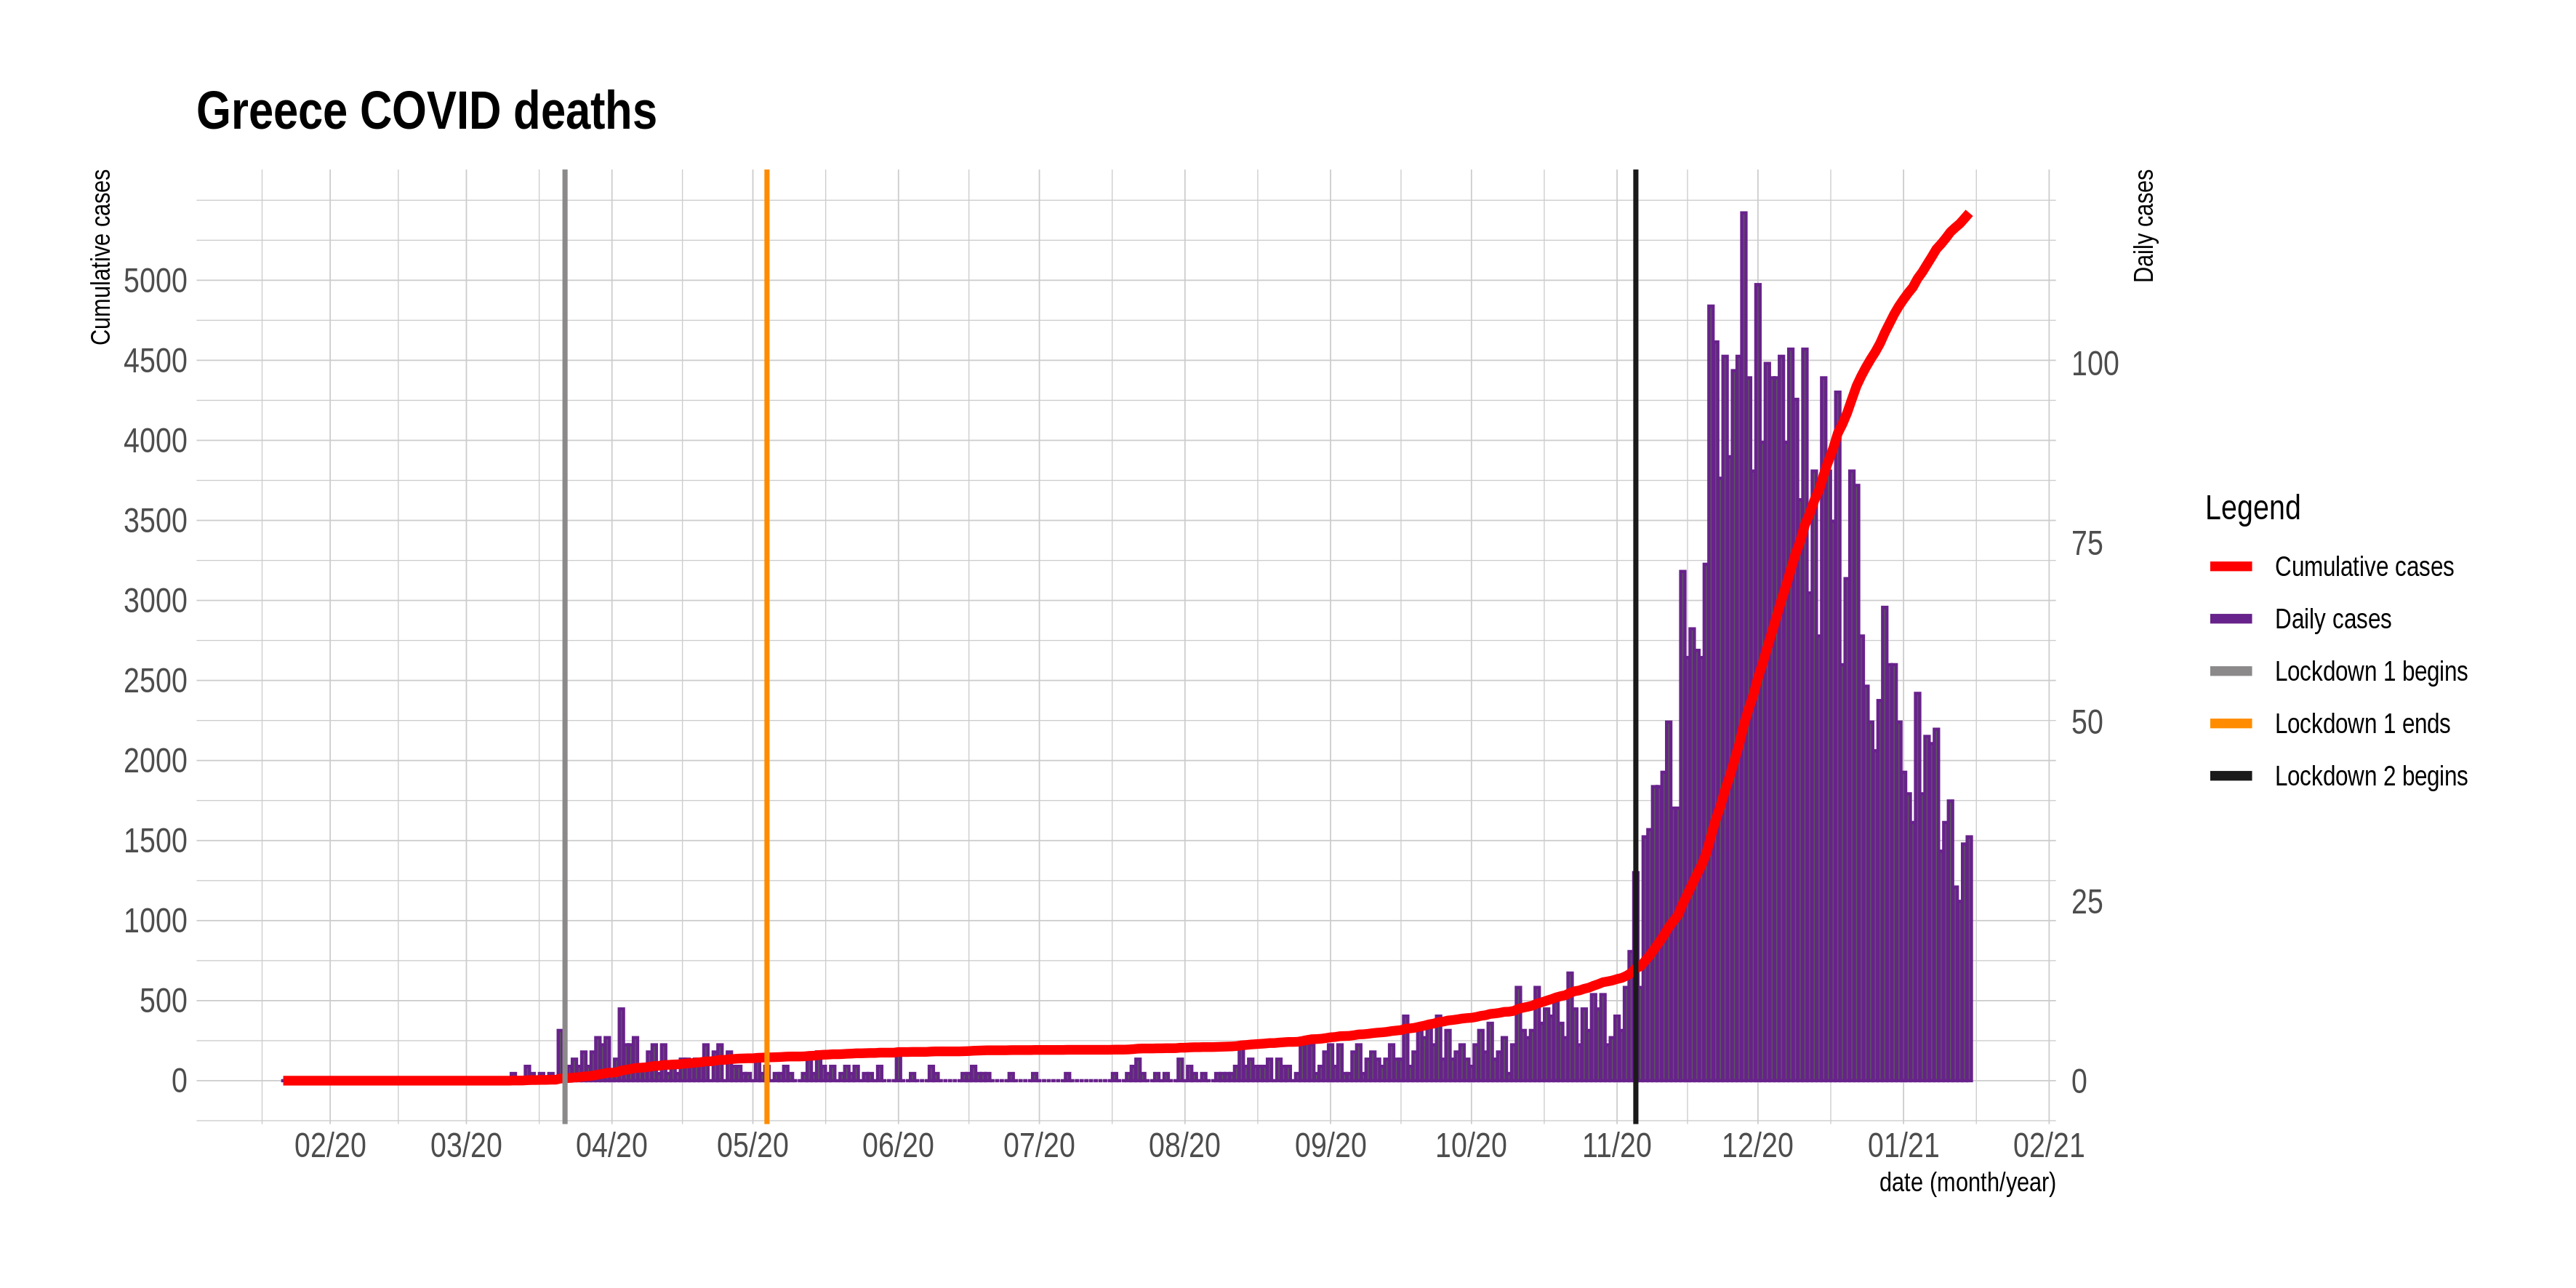 Greece COVID deaths
Cumulative cases
Daily cases
5000
4500
4000
3500
3000
2500
2000
1500
1000
500
0
100
75
50
25
0
02/20 03/20 04/20 05/20 06/20 07/20 08/20 09/20 10/20 11/20 12/20 01/21 02/21
date (month/year)
Legend
Cumulative cases
Daily cases
Lockdown 1 begins
Lockdown 1 ends
Lockdown 2 begins